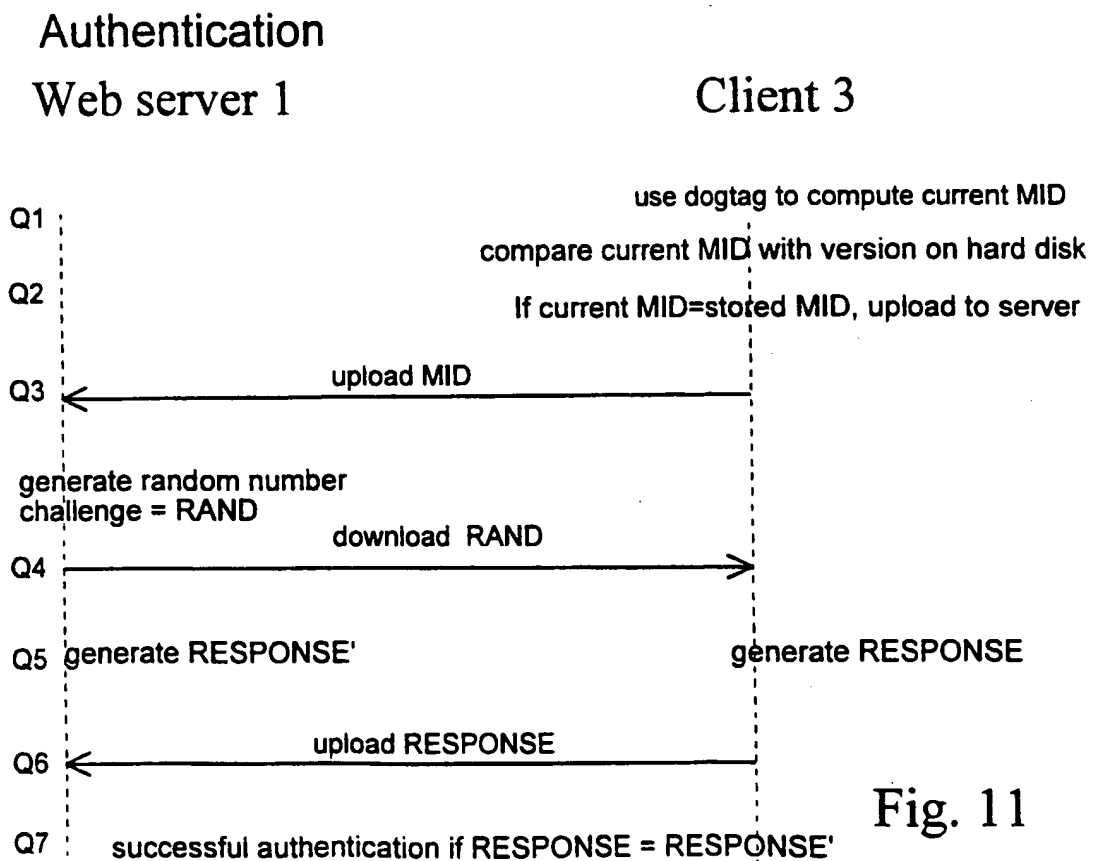 Authentication
Web server 1
Client 3
use dogtag to compute current MID
Q1
compare current MID with version on hard disk
Q2
If current MID=stored MID, upload to server
upload MID
Q3
generate random number
challenge = RAND
download RAND
Q4
Q5
generate RESPONSE'
generate RESPONSE
upload RESPONSE
Q6
Fig. 11
Q7
successful authentication if RESPONSE = RESPONSE'